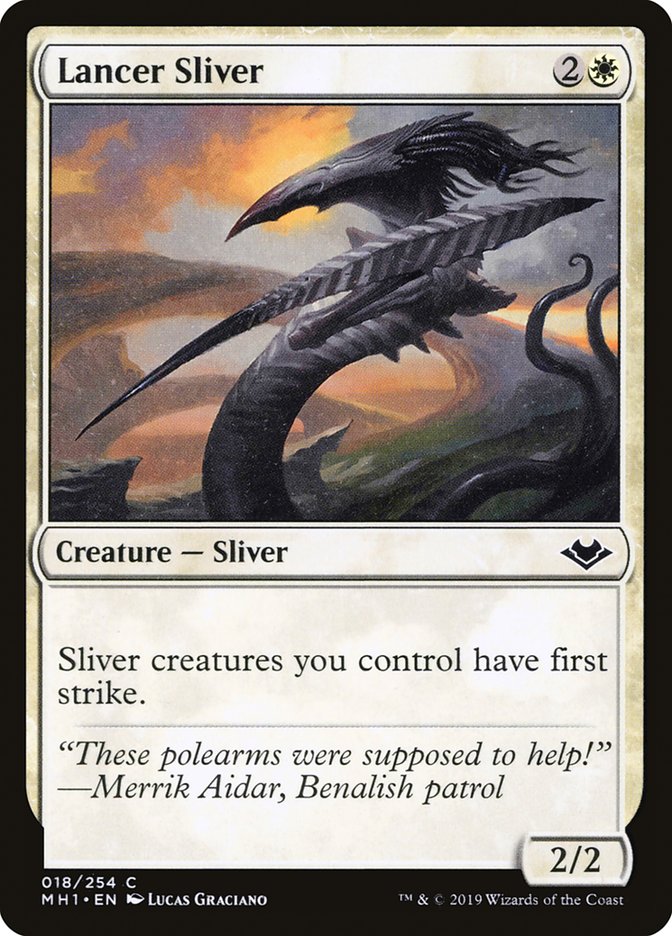 Lancer Sliver 2
Creature — Sliver
Sliver creatures you control have first
strike.
“These polearms were supposed to help!”
—Merrik Aidar, Benalish patrol
2/2
018/254 C
MH1 • EN Lucas Graciano
™ & © 2019 Wizards of the Coast